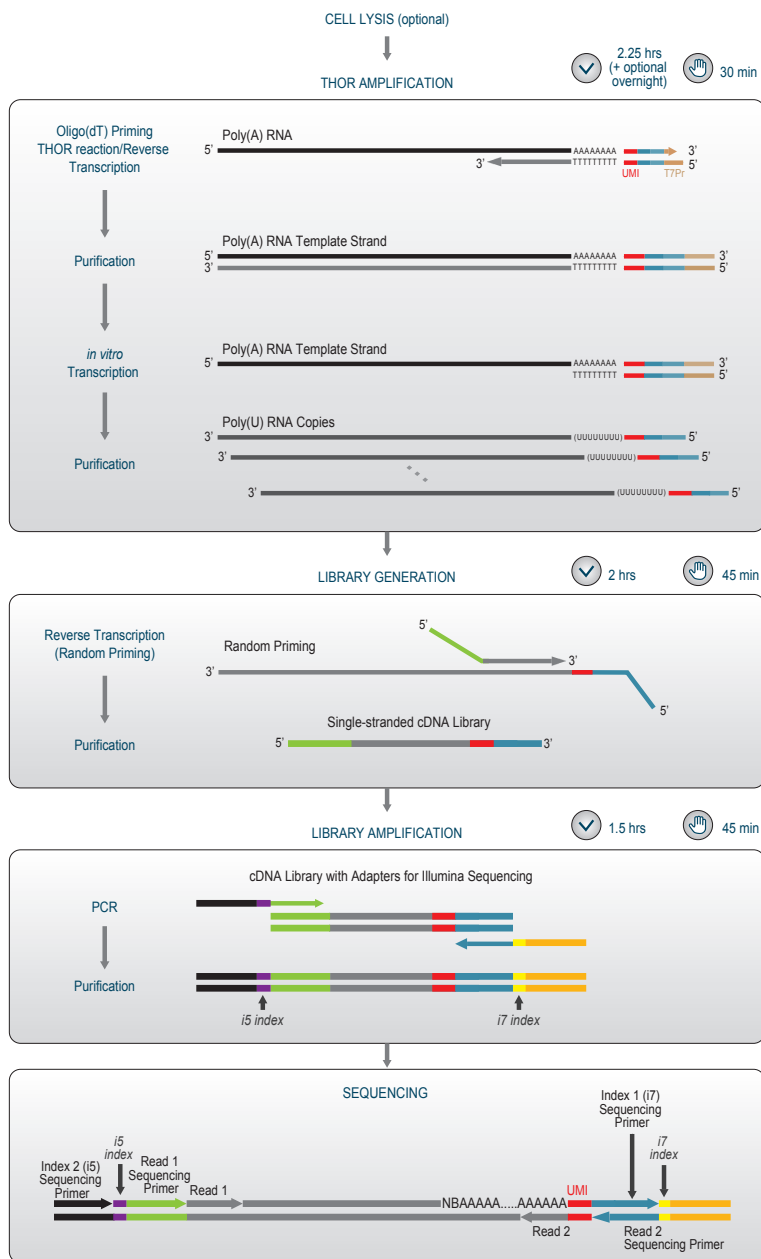 CELL LYSIS (optional)
THOR AMPLIFICATION
2.25 hrs
(+ optional
overnight)
30 min
Oligo(dT) Priming
THOR reaction/Reverse
Transcription
Poly(A) RNA
5’
AAAAAAAA
3’
3’
TTTTTTTTT
5’
UMI
T7Pr
Purification
Poly(A) RNA Template Strand
5’
AAAAAAAA
3’
3’
TTTTTTTTT
5’
in vitro
Transcription
Poly(A) RNA Template Strand
5’
AAAAAAAA
3’
TTTTTTTTT
5’
Purification
Poly(U) RNA Copies
3’
(UUUUUUUU)
5’
3’
(UUUUUUUU)
5’
3’
(UUUUUUUU)
5’
LIBRARY GENERATION
2 hrs
45 min
Reverse Transcription
(Random Priming)
5’
Random Priming
3’
3’
5’
Purification
Single-stranded cDNA Library
5’
3’
LIBRARY AMPLIFICATION
1.5 hrs
45 min
cDNA Library with Adapters for Illumina Sequencing
PCR
Purification
i5 index
i7 index
SEQUENCING
Index 2 (i5)
Sequencing
Primer
i5
index
Read 1
Sequencing
Primer
Read 1
NBAAAAA.....AAAAAA
UMI
Index 1 (i7)
Sequencing
Primer
i7
index
Read 2
Read 2
Sequencing Primer